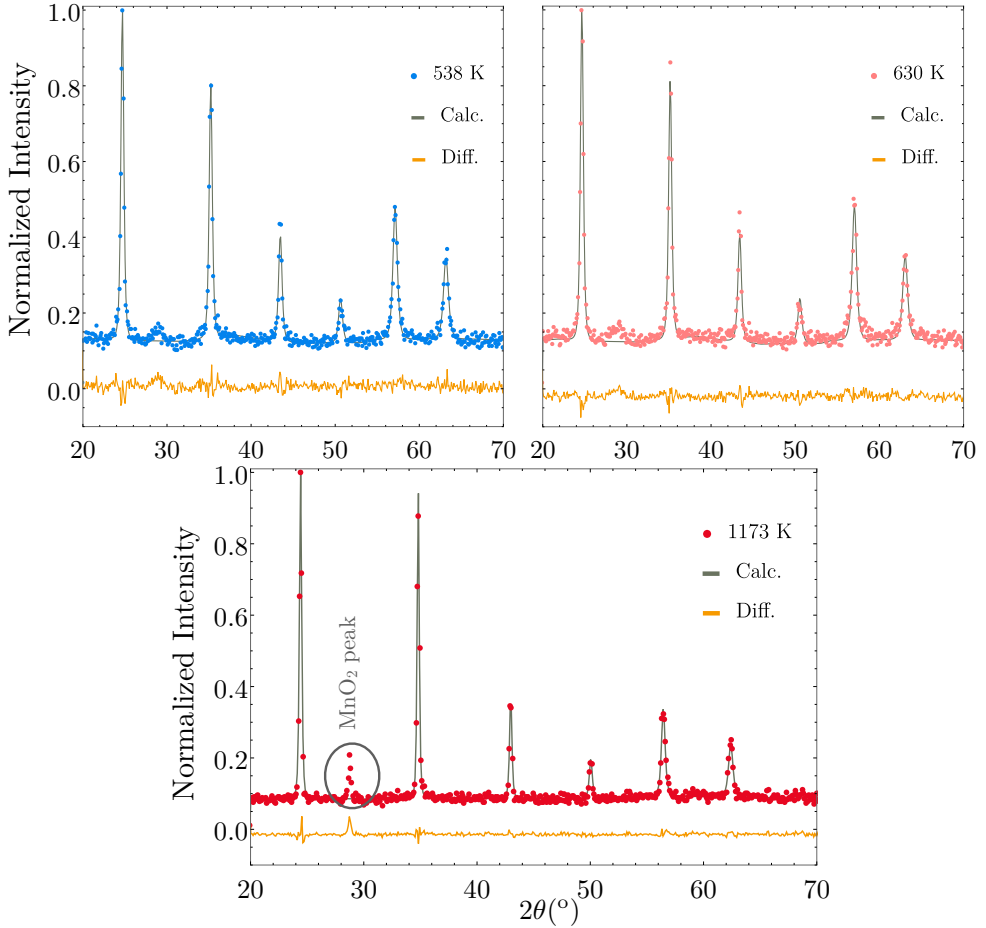 1.0
0.8
0.6
0.4
0.2
0.0
Normalized Intensity
538 K
Calc.
Diff.
20 30 40 50 60 70
630 K
Calc.
Diff.
20 30 40 50 60 70
1.0
0.8
0.6
0.4
0.2
0.0
Normalized Intensity
MnO₂ peak
1173 K
Calc.
Diff.
20 30 40 50 60 70
2θ(°)